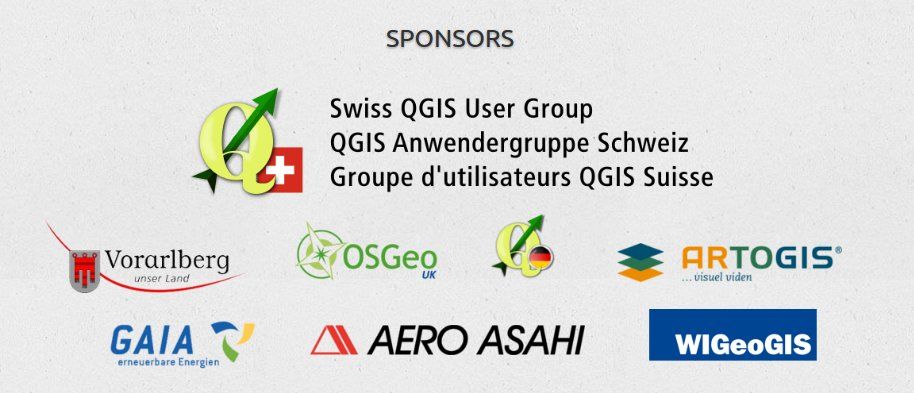 SPONSORS
Swiss QGIS User Group
QGIS Anwendergruppe Schweiz
Groupe d'utilisateurs QGIS Suisse
Vorarlberg
unser Land
OSGeo
UK
ARTOGIS®
...visuel viden
GAIA
erneuerbare Energien
AERO ASAHI
WIGeoGIS